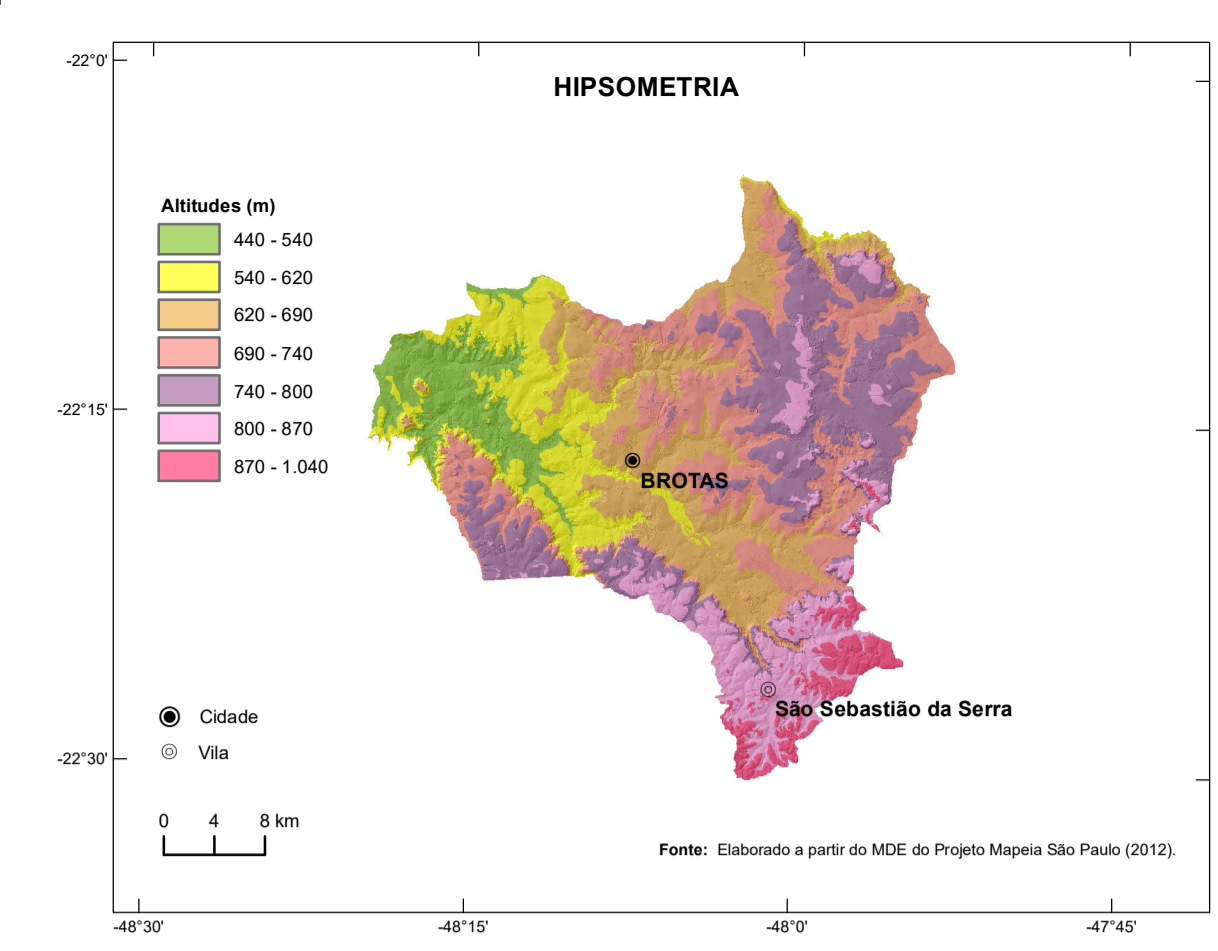 HIPSOMETRIA
-22°0'
Altitudes (m)
440 - 540
540 - 620
620 - 690
690 - 740
740 - 800
800 - 870
870 - 1.040
-22°15'
BROTAS
São Sebastião da Serra
Cidade
Vila
-22°30'
0 4 8 km
Fonte: Elaborado a partir do MDE do Projeto Mapeia São Paulo (2012).
-48°30' -48°15' -48°0' -47°45'